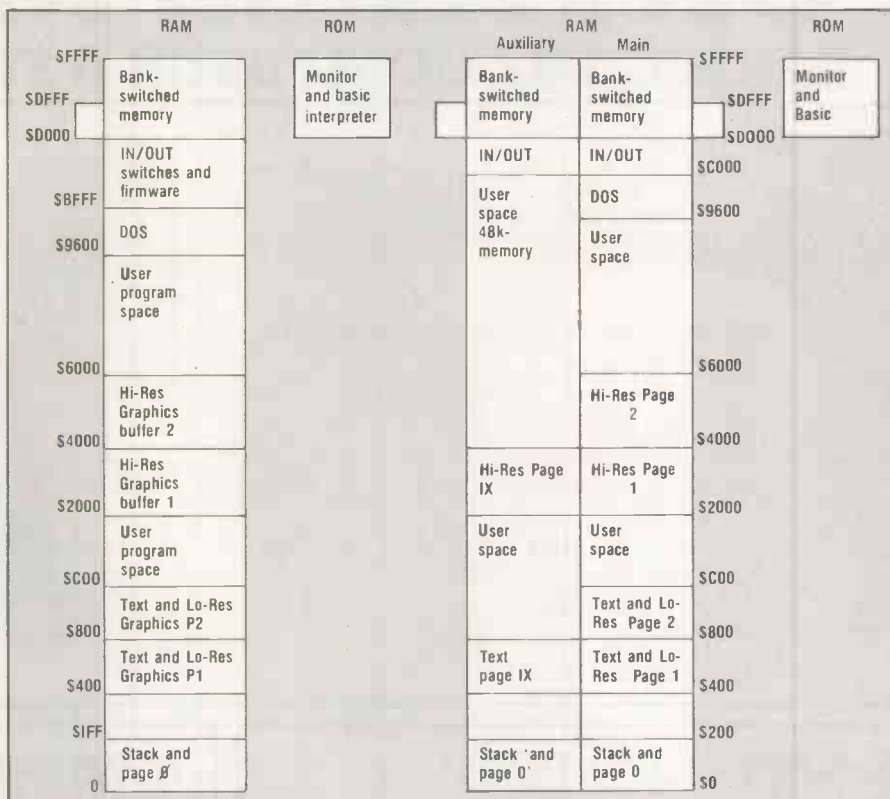 RAM
ROM
$FFFF
Bank-
switched
memory
$DFFF
$D000
Monitor
and basic
interpreter
IN/OUT
switches and
firmware
$BFFF
DOS
$9600
User
program
space
$6000
Hi-Res
Graphics
buffer 2
$4000
Hi-Res
Graphics
buffer 1
$2000
User
program
space
$C00
Text and Lo-Res
Graphics P2
$800
Text and Lo-Res
Graphics P1
$400
$IFF
Stack and
page Ø
0
RAM
ROM
Auxiliary
Main
Bank-
switched
memory
Bank-
switched
memory
$FFFF
$DFFF
$D000
Monitor
and
Basic
IN/OUT
IN/OUT
$C000
User
space
48k-
memory
DOS
$9600
User
space
$6000
Hi-Res Page
2
$4000
Hi-Res Page
IX
Hi-Res Page
1
$2000
User
space
User
space
$C00
Text and Lo-
Res Page 2
$800
Text
page IX
Text and Lo-
Res Page 1
$400
$200
Stack and
page 0
Stack and
page 0
$0